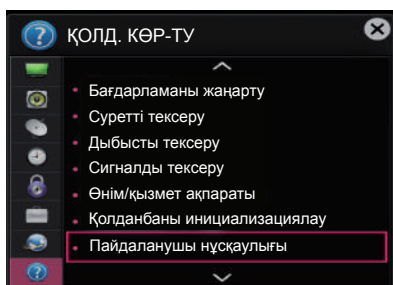 ҚОЛД. КӨР-ТУ
Бағдарламаны жаңарту
Суретті тексеру
Дыбысты тексеру
Сигналды тексеру
Өнім/қызмет ақпараты
Қолданбаны инициализациялау
Пайдаланушы нұсқаулығы